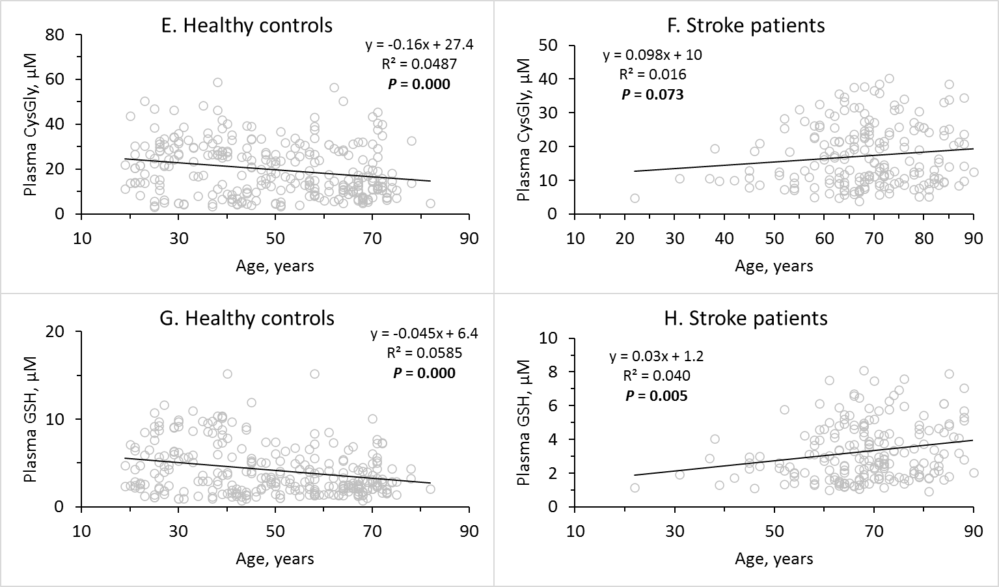 E. Healthy controls
y = -0.16x + 27.4
R² = 0.0487
P = 0.000
Plasma CysGly, µM
80
60
40
20
0
10 30 50 70 90
Age, years
F. Stroke patients
y = 0.098x + 10
R² = 0.016
P = 0.073
Plasma CysGly, µM
50
40
30
20
10
0
10 20 30 40 50 60 70 80 90
Age, years
G. Healthy controls
y = -0.045x + 6.4
R² = 0.0585
P = 0.000
Plasma GSH, µM
20
10
0
10 30 50 70 90
Age, years
H. Stroke patients
y = 0.03x + 1.2
R² = 0.040
P = 0.005
Plasma GSH, µM
10
8
6
4
2
0
10 30 50 70 90
Age, years